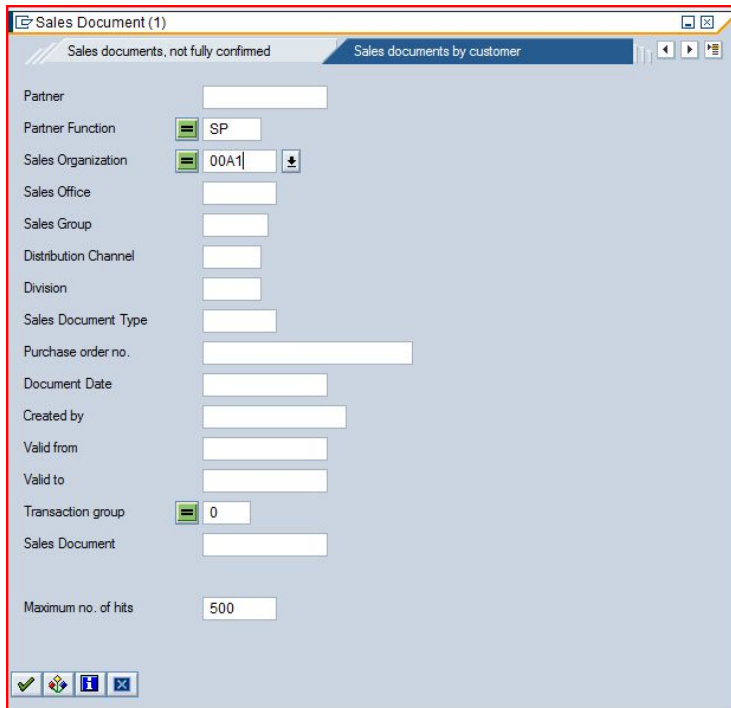 Sales Document (1)
Sales documents, not fully confirmed Sales documents by customer
Partner
Partner Function = SP
Sales Organization = 00A1
Sales Office
Sales Group
Distribution Channel
Division
Sales Document Type
Purchase order no.
Document Date
Created by
Valid from
Valid to
Transaction group = 0
Sales Document
Maximum no. of hits 500